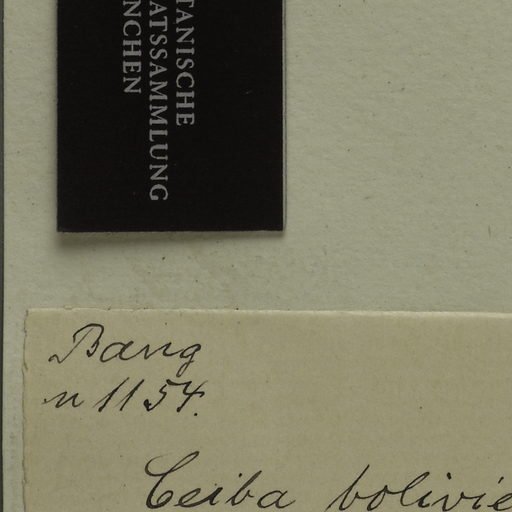 TANISCHE
ATSSAMMLUNG
NCHEN
Bang
n 1154.
Ceiba bolivie